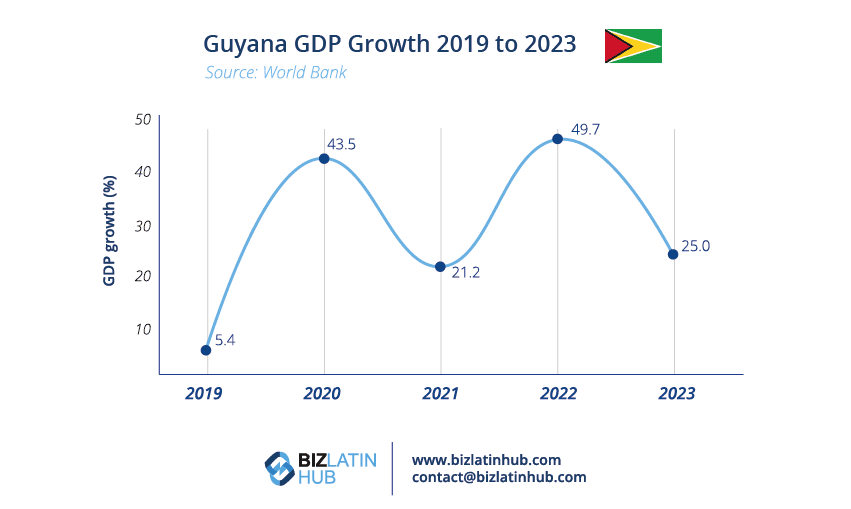 Guyana GDP Growth 2019 to 2023
Source: World Bank
GDP growth (%)
50
40
30
20
10
5.4
43.5
21.2
49.7
25.0
2019 2020 2021 2022 2023
BIZLATIN
HUB
www.bizlatinhub.com
contact@bizlatinhub.com